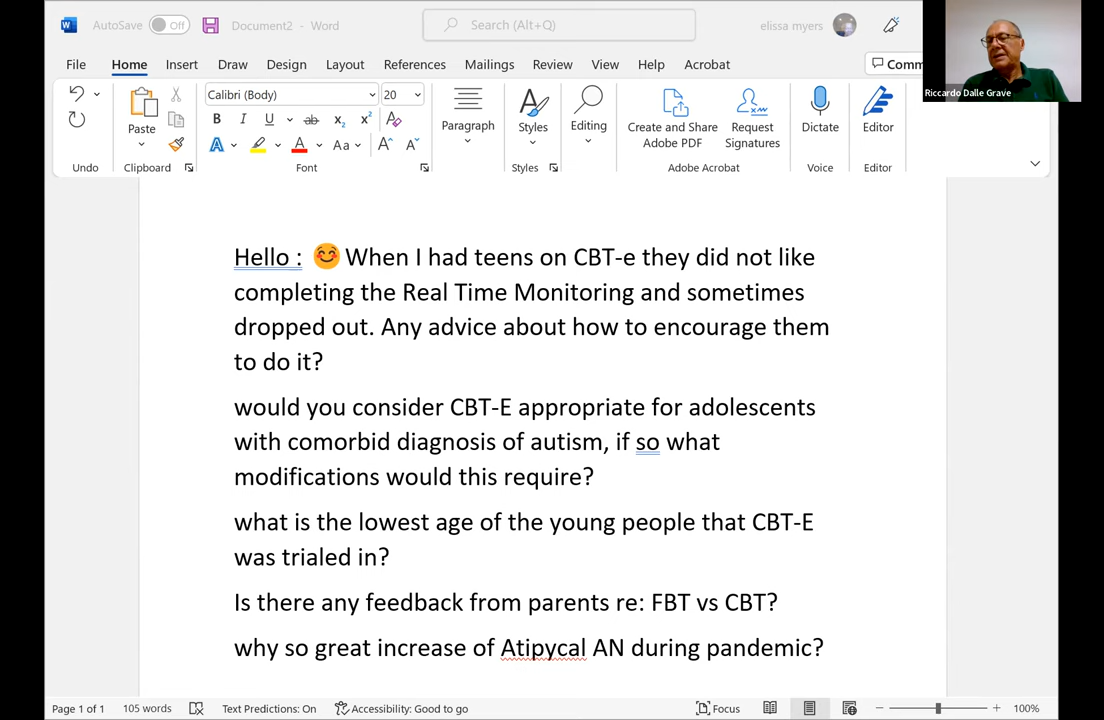 AutoSave Off Document2 - Word Search (Alt+Q) elissa myers
File Home Insert Draw Design Layout References Mailings Review View Help Acrobat Comm
Riccardo Dalle Grave
Calibri (Body) 20
Paste
B I U ab x₂ x² A
A A Aa A A
Paragraph
Styles
Editing
Create and Share
Adobe PDF
Request
Signatures
Dictate
Editor
Undo Clipboard Font Styles Adobe Acrobat Voice Editor
Hello : 😊 When I had teens on CBT-e they did not like
completing the Real Time Monitoring and sometimes
dropped out. Any advice about how to encourage them
to do it?
would you consider CBT-E appropriate for adolescents
with comorbid diagnosis of autism, if so what
modifications would this require?
what is the lowest age of the young people that CBT-E
was trialed in?
Is there any feedback from parents re: FBT vs CBT?
why so great increase of Atipycal AN during pandemic?
Page 1 of 1 105 words Text Predictions: On Accessibility: Good to go Focus 100%